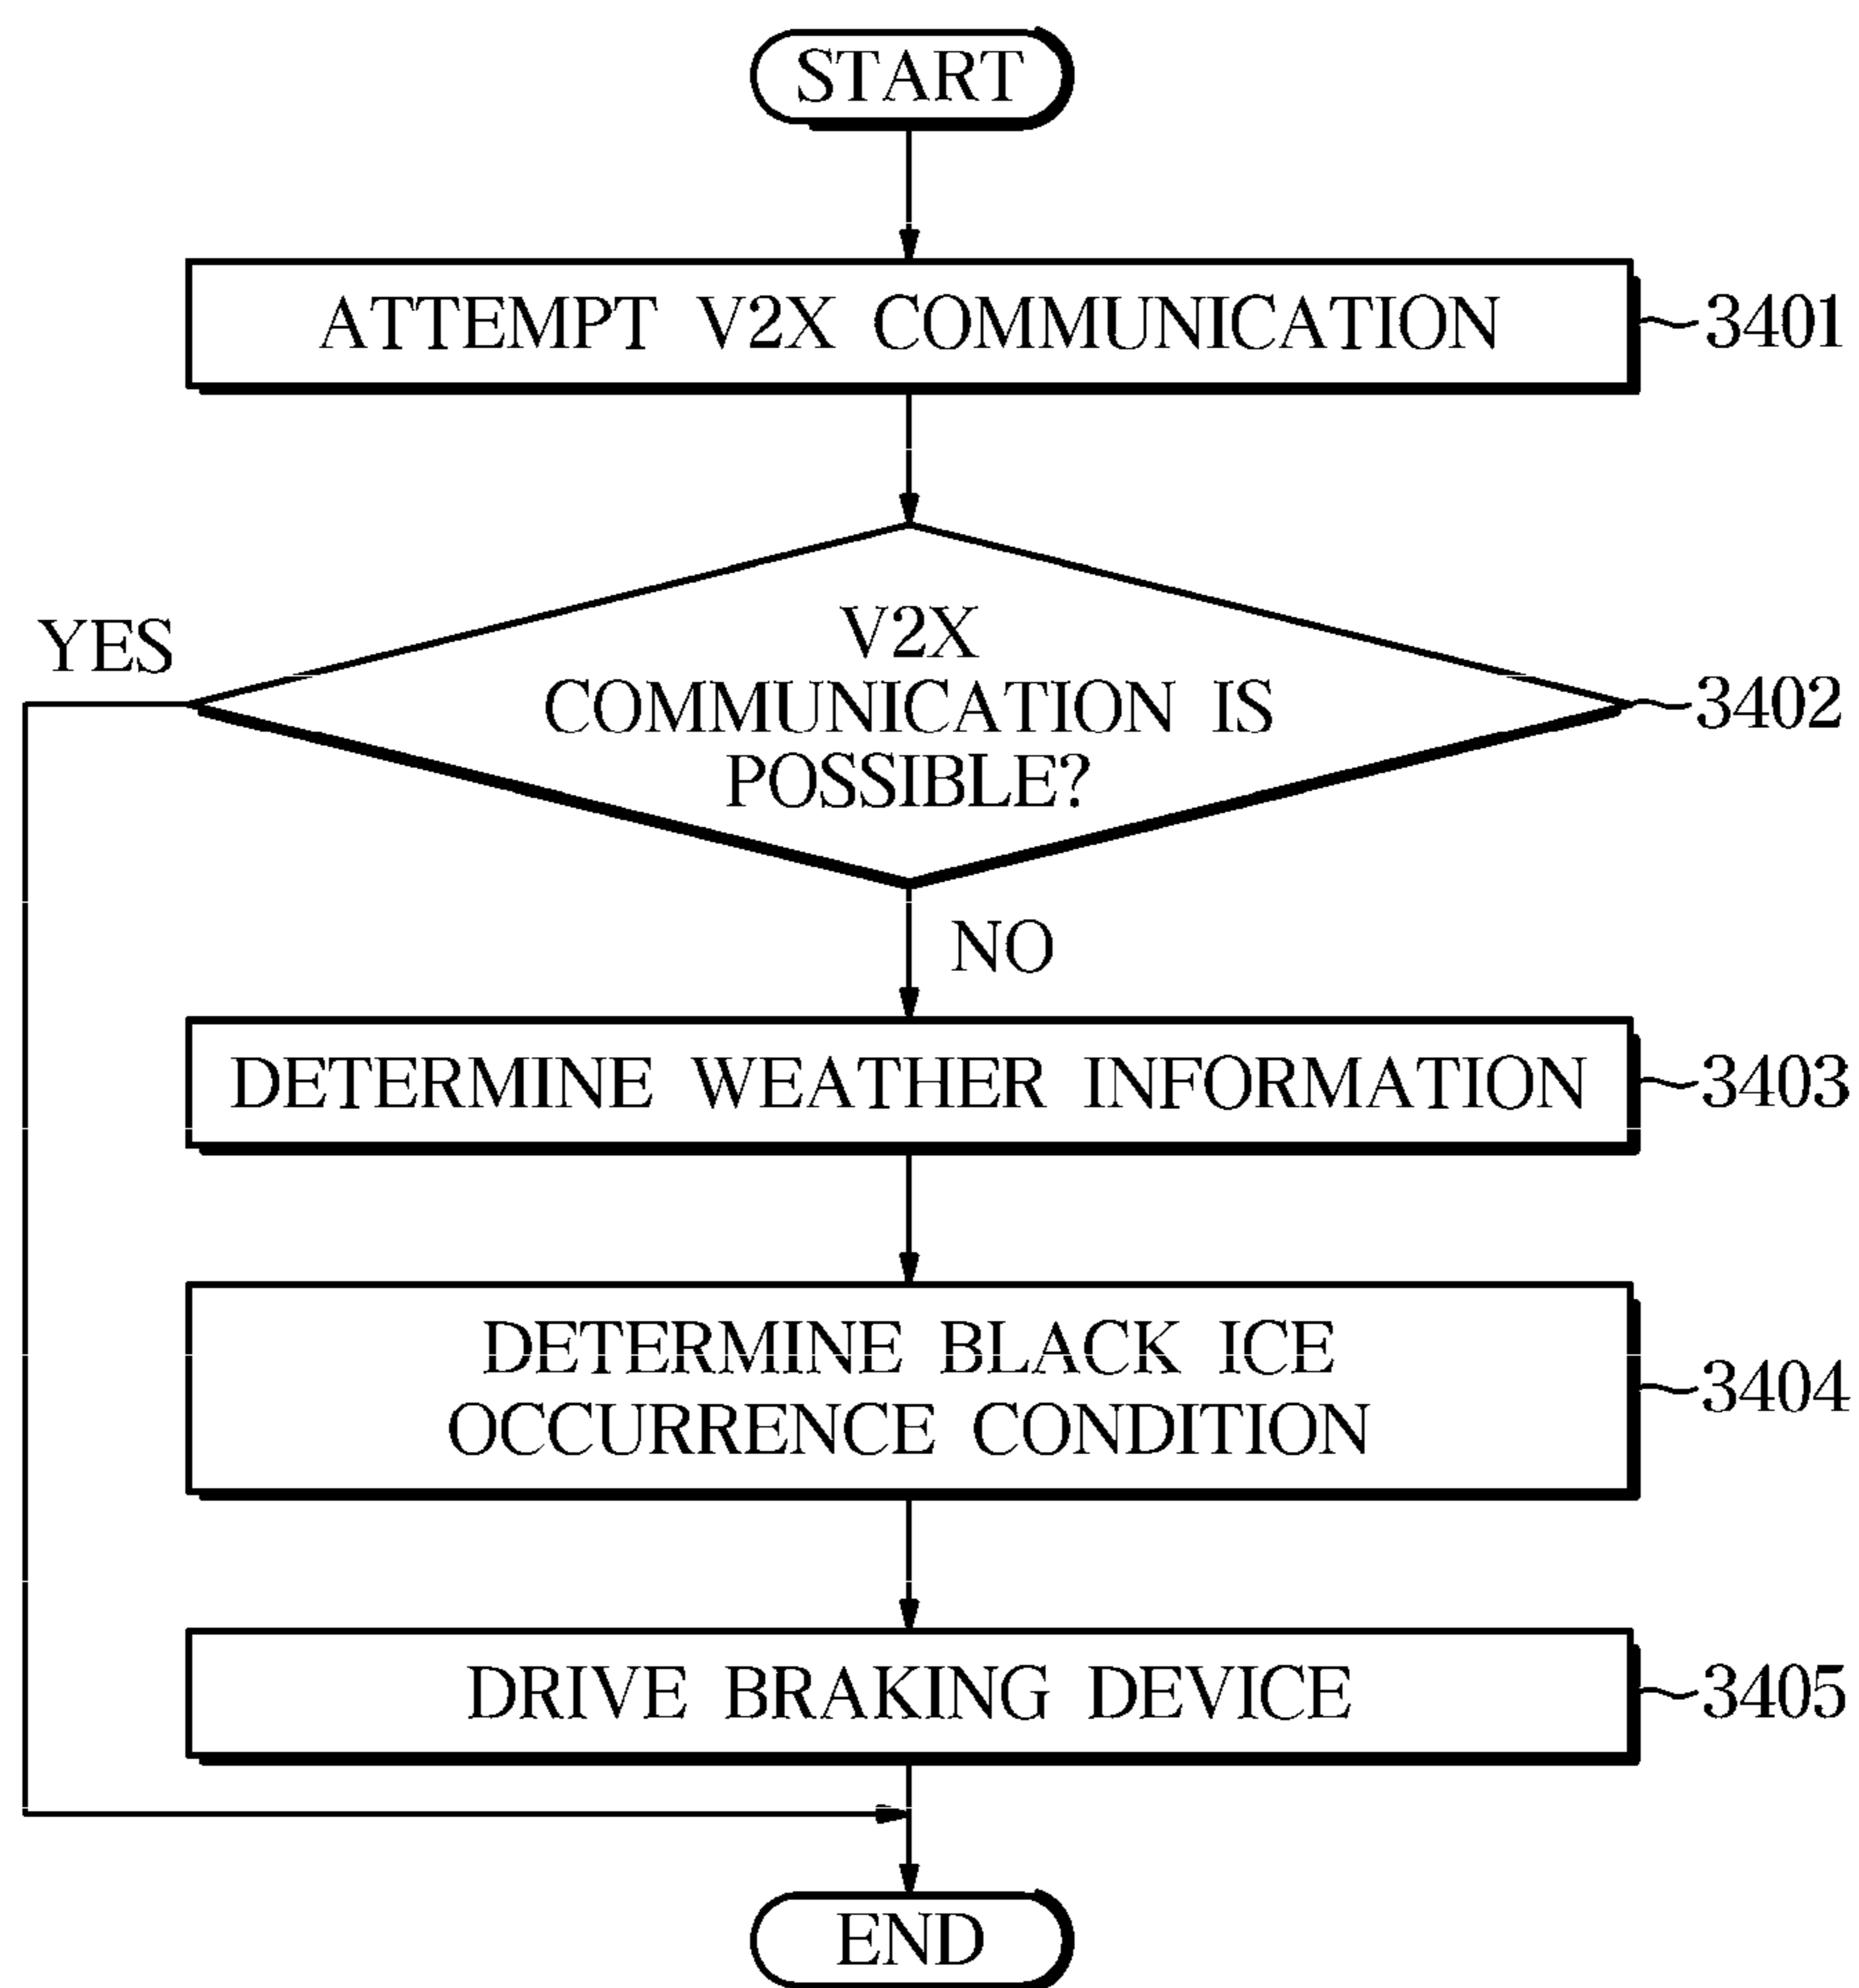 START
ATTEMPT V2X COMMUNICATION
3401
YES
V2X
COMMUNICATION IS
POSSIBLE?
3402
NO
DETERMINE WEATHER INFORMATION
3403
DETERMINE BLACK ICE
OCCURRENCE CONDITION
3404
DRIVE BRAKING DEVICE
3405
END